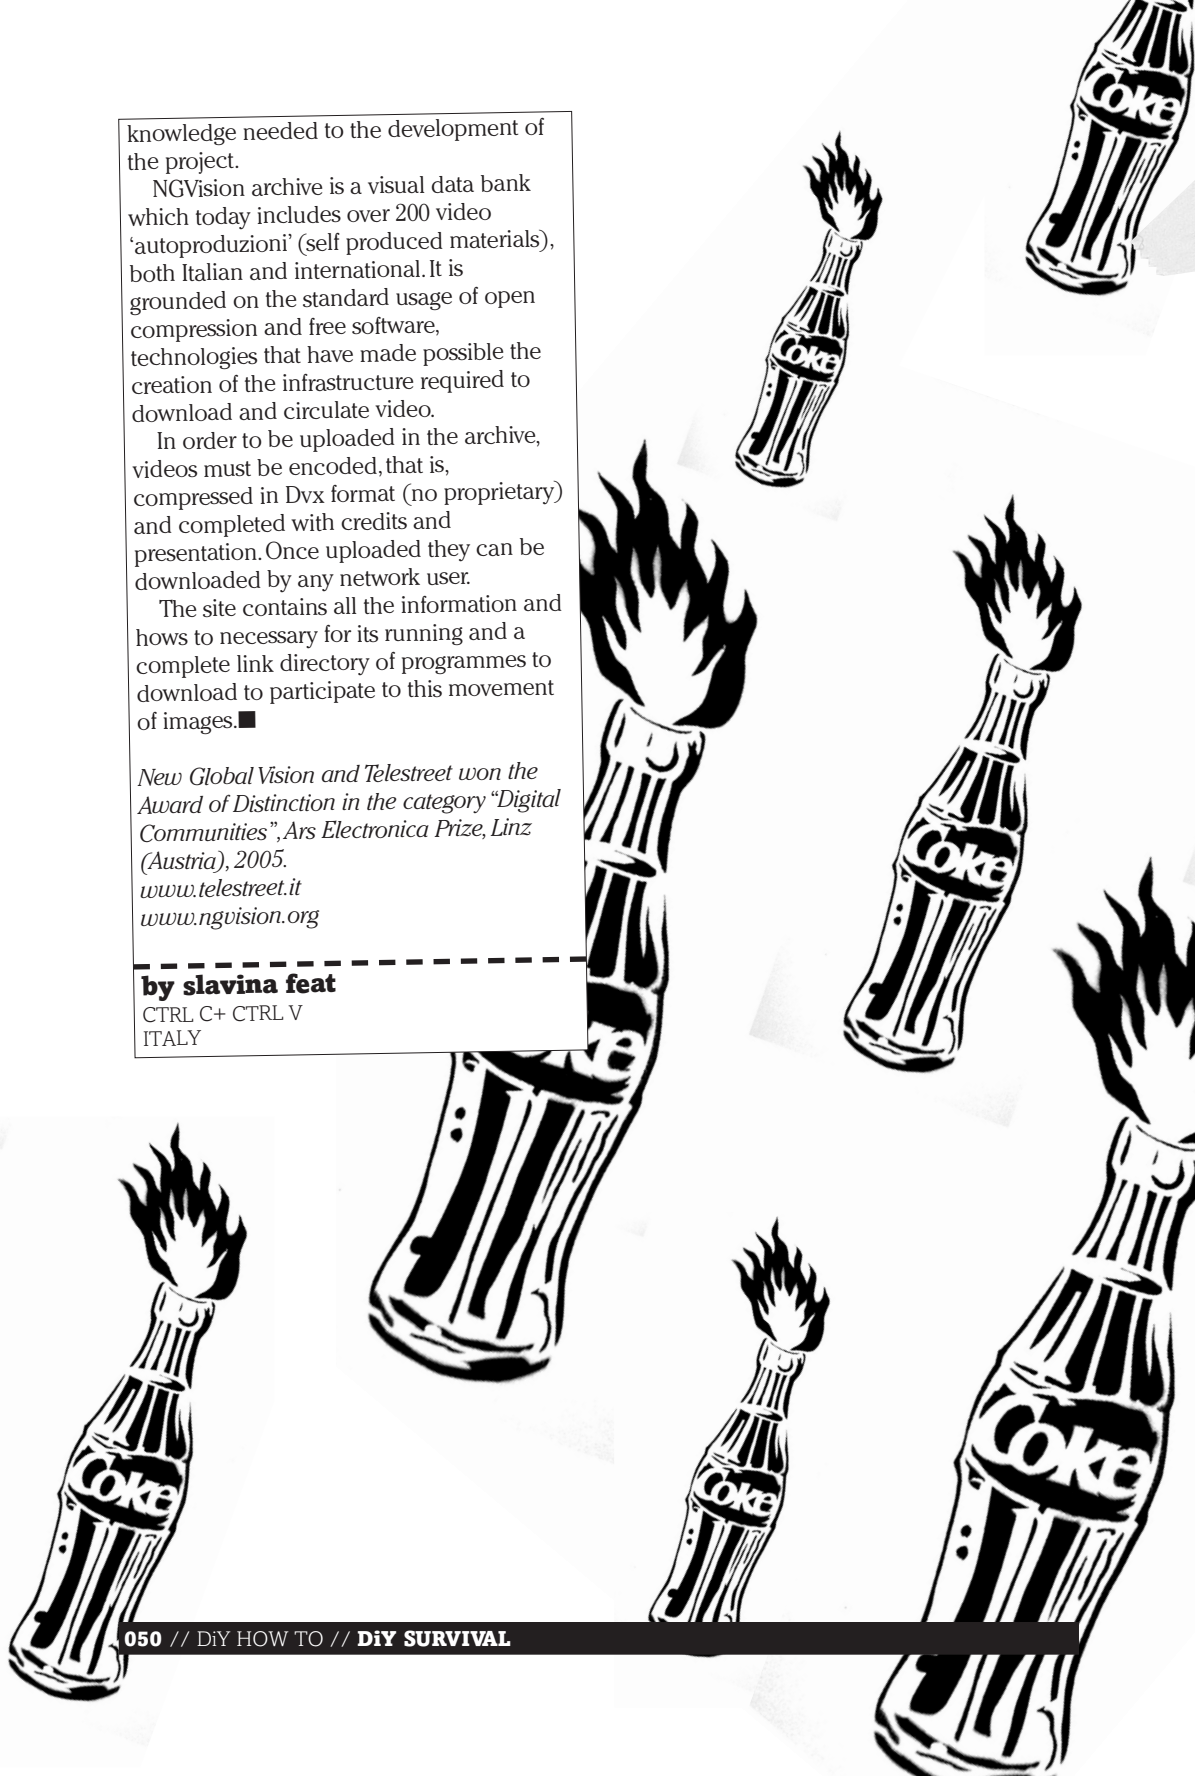 knowledge needed to the development of
the project.
NGVision archive is a visual data bank
which today includes over 200 video
‘autoproduzioni’ (self produced materials),
both Italian and international. It is
grounded on the standard usage of open
compression and free software,
technologies that have made possible the
creation of the infrastructure required to
download and circulate video.
In order to be uploaded in the archive,
videos must be encoded, that is,
compressed in Dvx format (no proprietary)
and completed with credits and
presentation. Once uploaded they can be
downloaded by any network user.
The site contains all the information and
hows to necessary for its running and a
complete link directory of programmes to
download to participate to this movement
of images.■
New Global Vision and Telestreet won the
Award of Distinction in the category “Digital
Communities”, Ars Electronica Prize, Linz
(Austria), 2005.
www.telestreet.it
www.ngvision.org
by slavina feat
CTRL C+ CTRL V
ITALY
Coke
Coke
Coke
Coke
Coke
Coke
Coke
050 // DiY HOW TO // DiY SURVIVAL